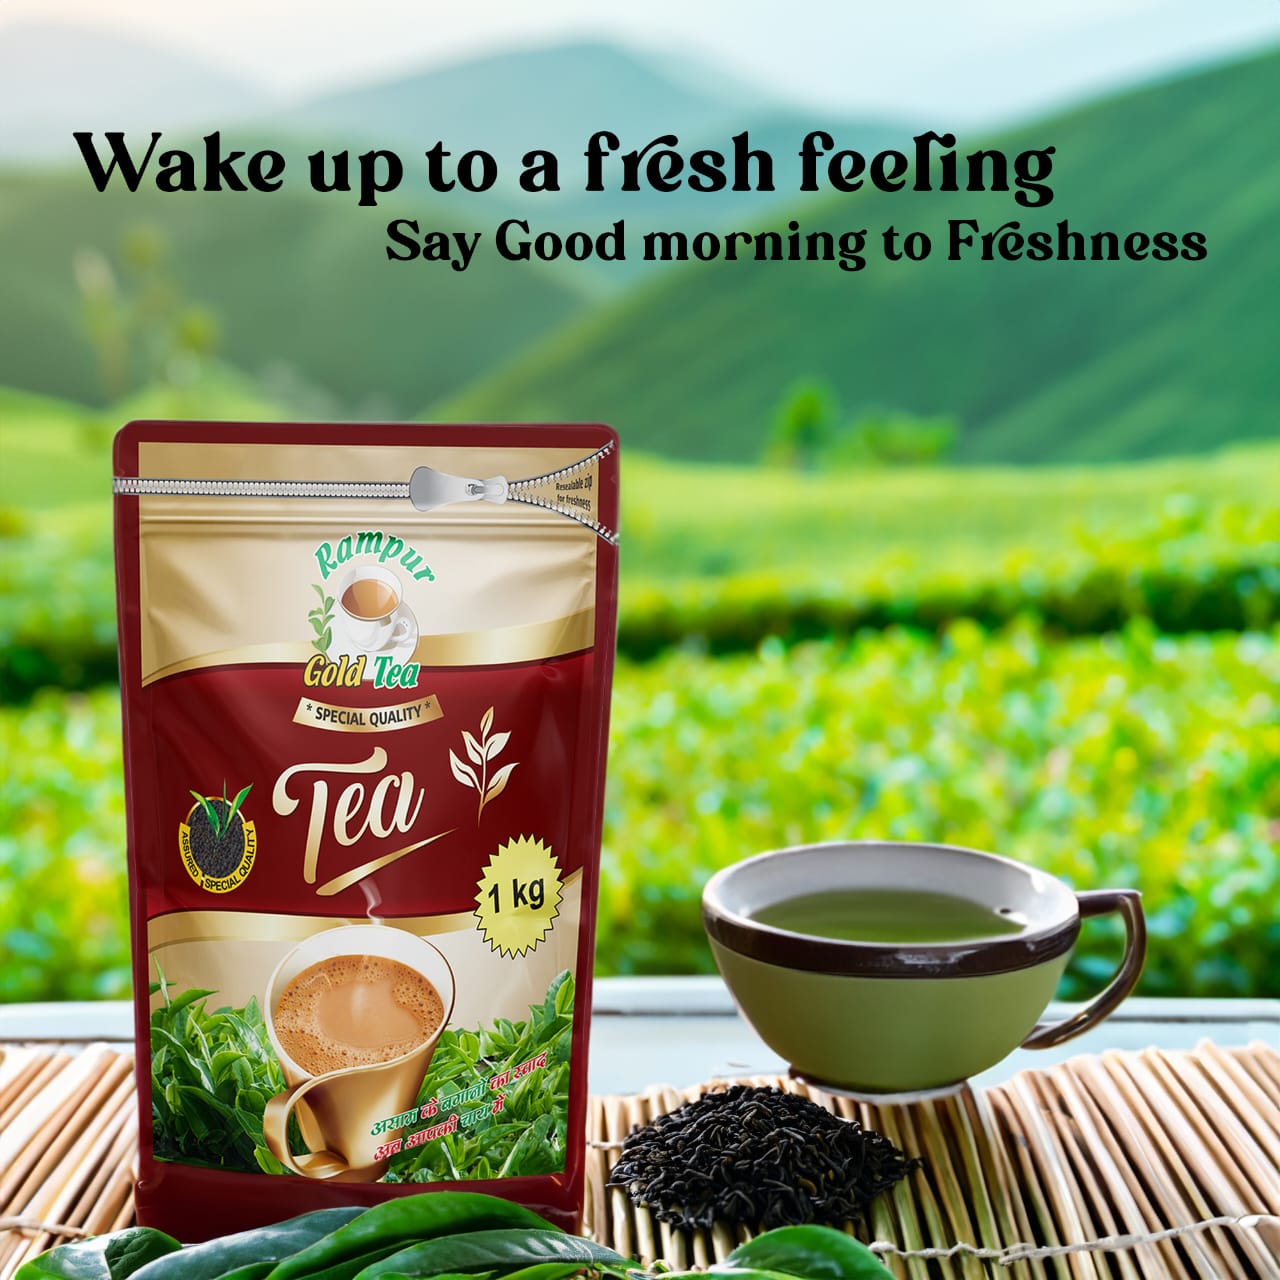 Wake up to a fresh feeling
Say Good morning to Freshness
Resealable zip
for freshness
Rampur
Gold Tea
* SPECIAL QUALITY *
Tea
ASSURED SPECIAL QUALITY
1 kg
असाम के बगानो का स्वाद
अब आपकी चाय में